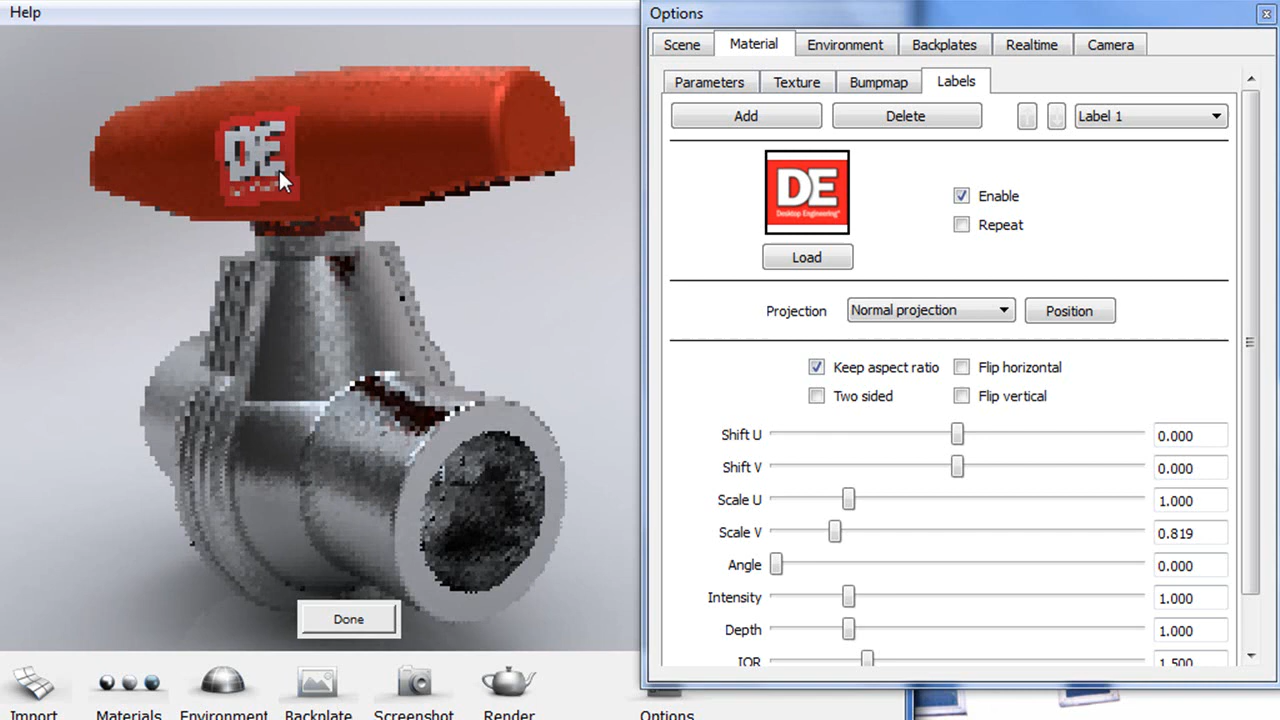 Help
Options
Scene Material Environment Backplates Realtime Camera
Parameters Texture Bumpmap Labels
Add Delete Label 1
DE
Desktop Engineering
Enable
Repeat
Load
Projection Normal projection Position
Keep aspect ratio Flip horizontal
Two sided Flip vertical
Shift U 0.000
Shift V 0.000
Scale U 1.000
Scale V 0.819
Angle 0.000
Intensity 1.000
Depth 1.000
IOR 1.500
DE
Done
Import Materials Environment Backplate Screenshot Render Options